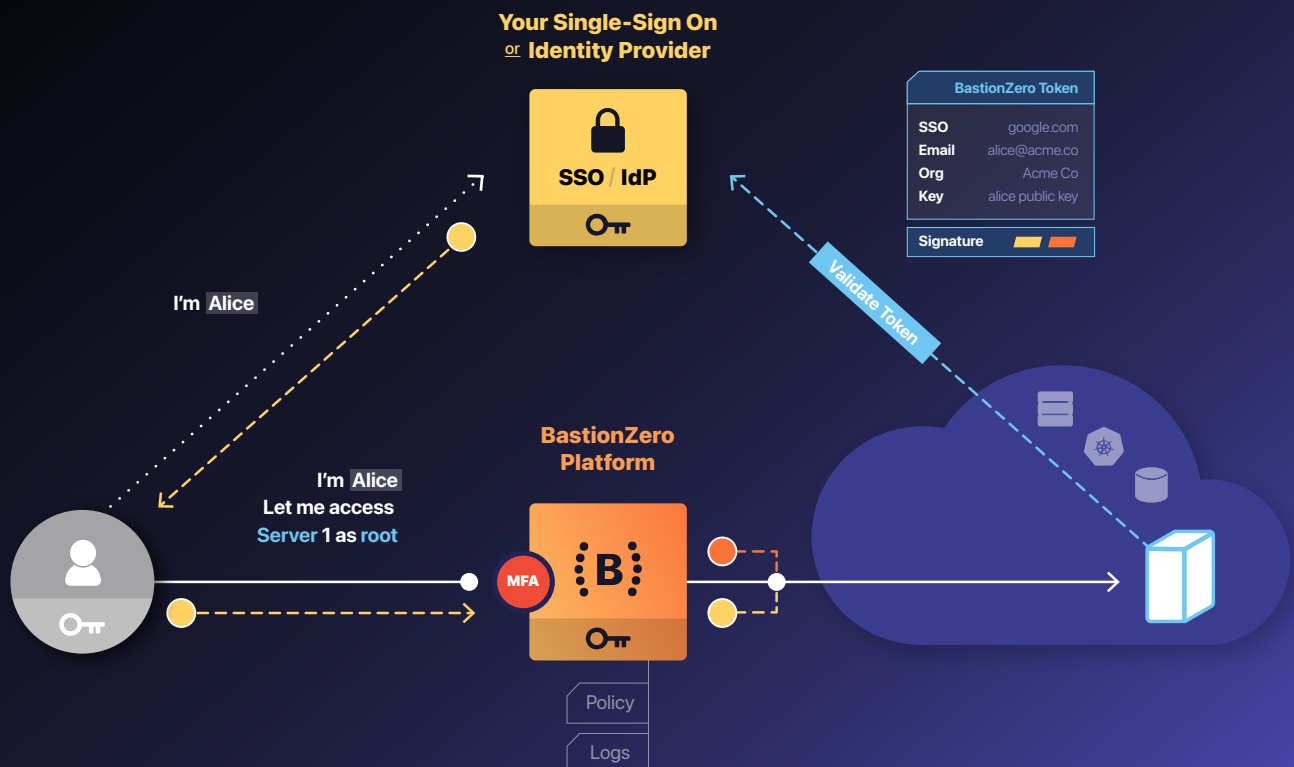 Your Single-Sign On
or Identity Provider
SSO / IdP
BastionZero Token
SSO google.com
Email alice@acme.co
Org Acme Co
Key alice public key
Signature
Validate Token
I'm Alice
I'm Alice
Let me access
Server 1 as root
BastionZero
Platform
MFA
B
Policy
Logs